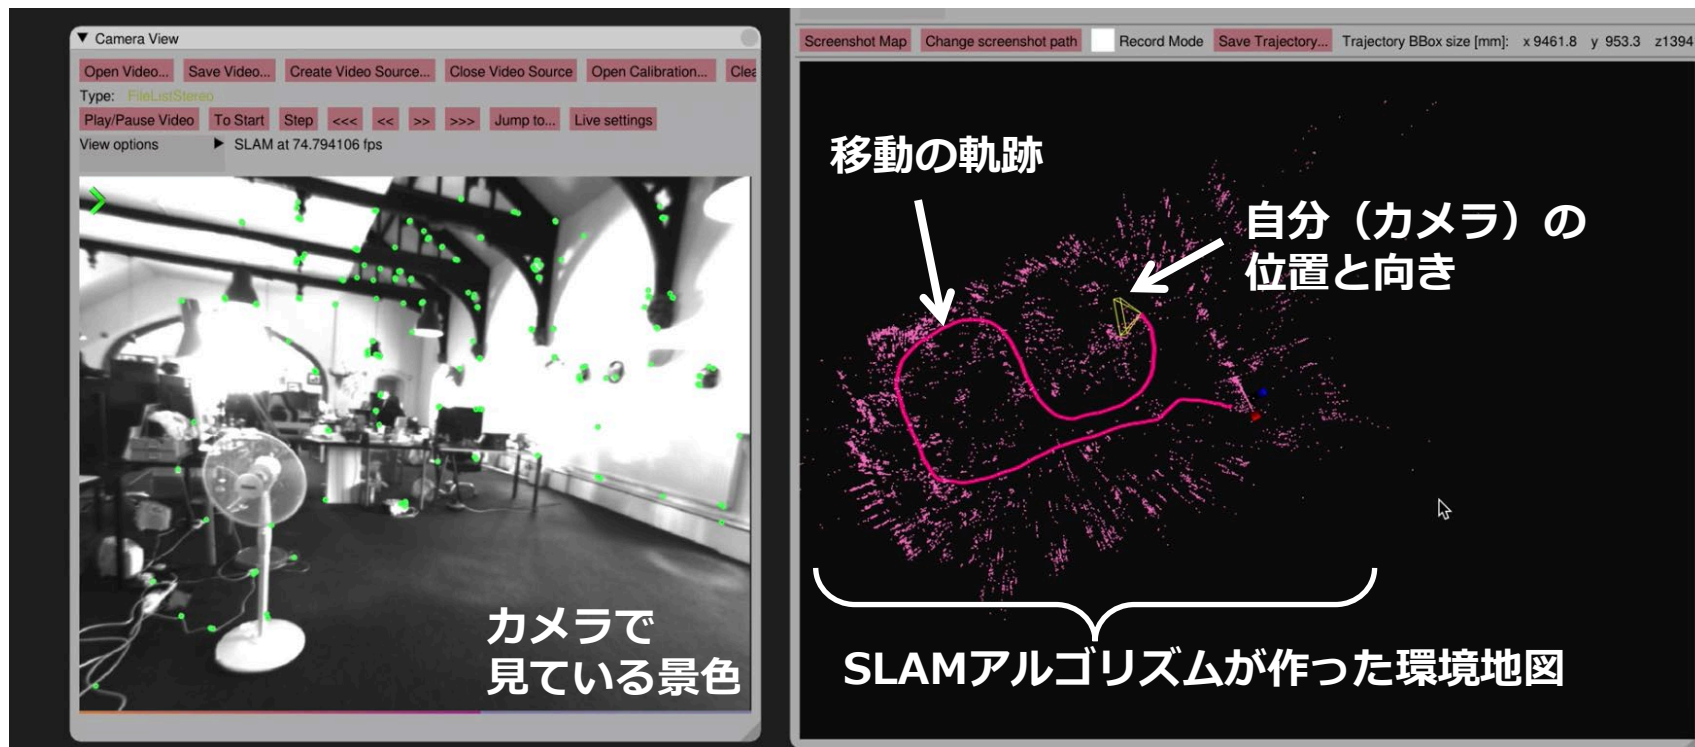 Camera View
Open Video... Save Video... Create Video Source... Close Video Source Open Calibration...
Type: FileListStereo
Play/Pause Video To Start Step <<< << >> >>> Jump to... Live settings
View options SLAM at 74.794106 fps
カメラで
見ている景色
Screenshot Map Change screenshot path Record Mode Save Trajectory... Trajectory BBox size [mm]: x 9461.8 y 953.3 z1394
移動の軌跡
自分（カメラ）の
位置と向き
SLAMアルゴリズムが作った環境地図